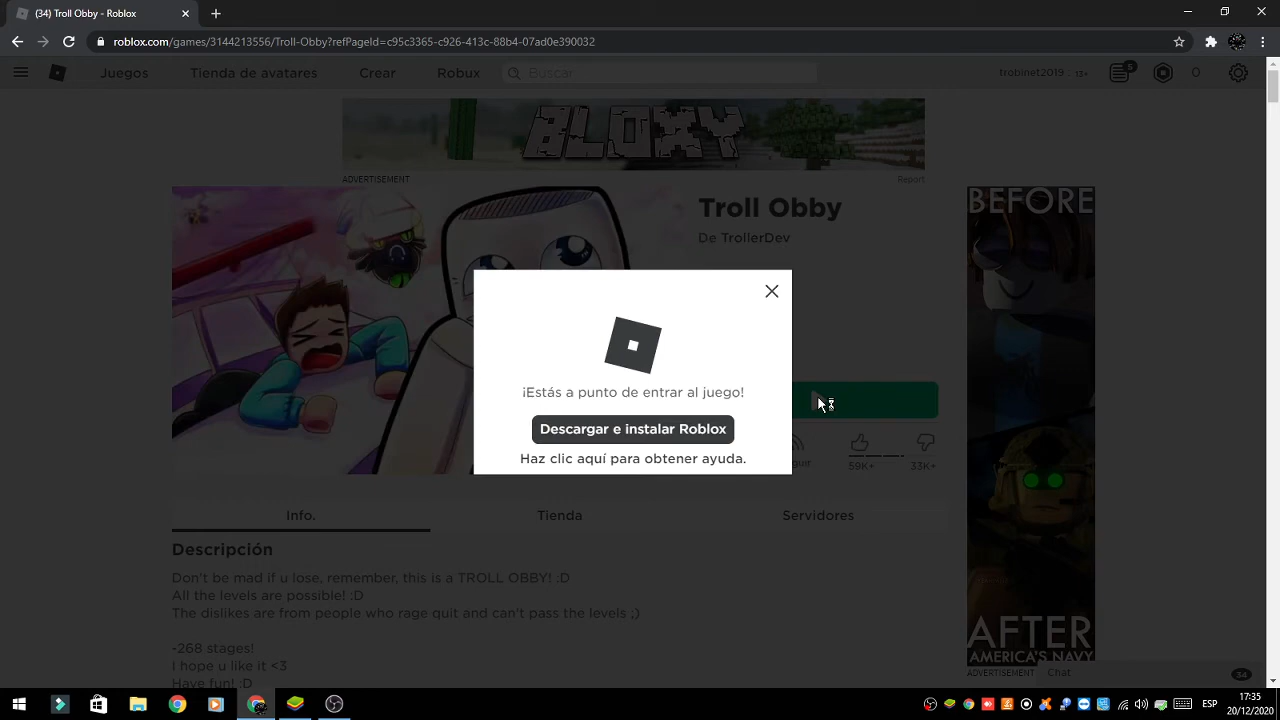 (34) Troll Obby - Roblox
roblox.com/games/3144213556/Troll-Obby?refPageId=c95c3365-c926-413c-88b4-07ad0e390032
Juegos
Tienda de avatares
Crear
Robux
Buscar
trobinet2019 .. 13+
5
0
BLOXY
ADVERTISEMENT
Report
Troll Obby
De TrollerDev
BEFORE
¡Estás a punto de entrar al juego!
Descargar e instalar Roblox
Haz clic aquí para obtener ayuda.
59K+
33K+
Info.
Tienda
Servidores
Descripción
Don't be mad if u lose, remember, this is a TROLL OBBY! :D
All the levels are possible! :D
The dislikes are from people who rage quit and can't pass the levels ;)
-268 stages!
I hope u like it <3
Have fun! :D
AFTER
AMERICA'S NAVY
ADVERTISEMENT
Chat
34
ESP
17:35
20/12/2020